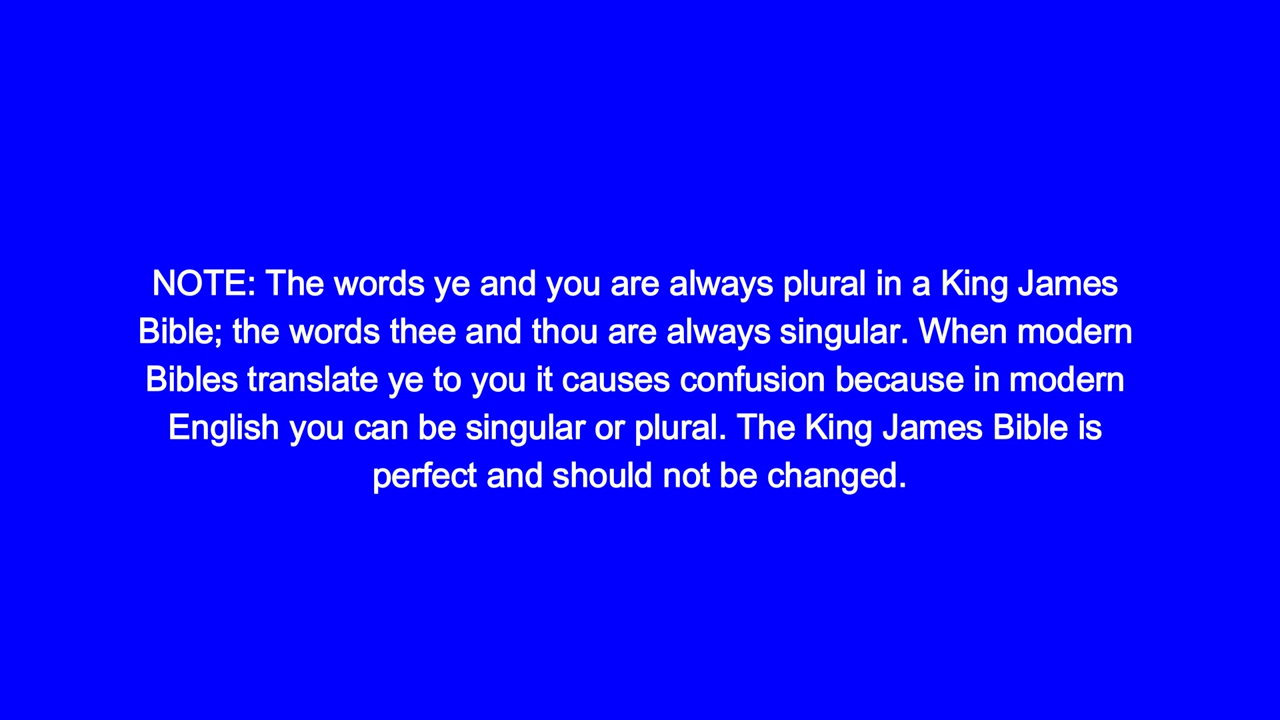 NOTE: The words ye and you are always plural in a King James
Bible; the words thee and thou are always singular. When modern
Bibles translate ye to you it causes confusion because in modern
English you can be singular or plural. The King James Bible is
perfect and should not be changed.